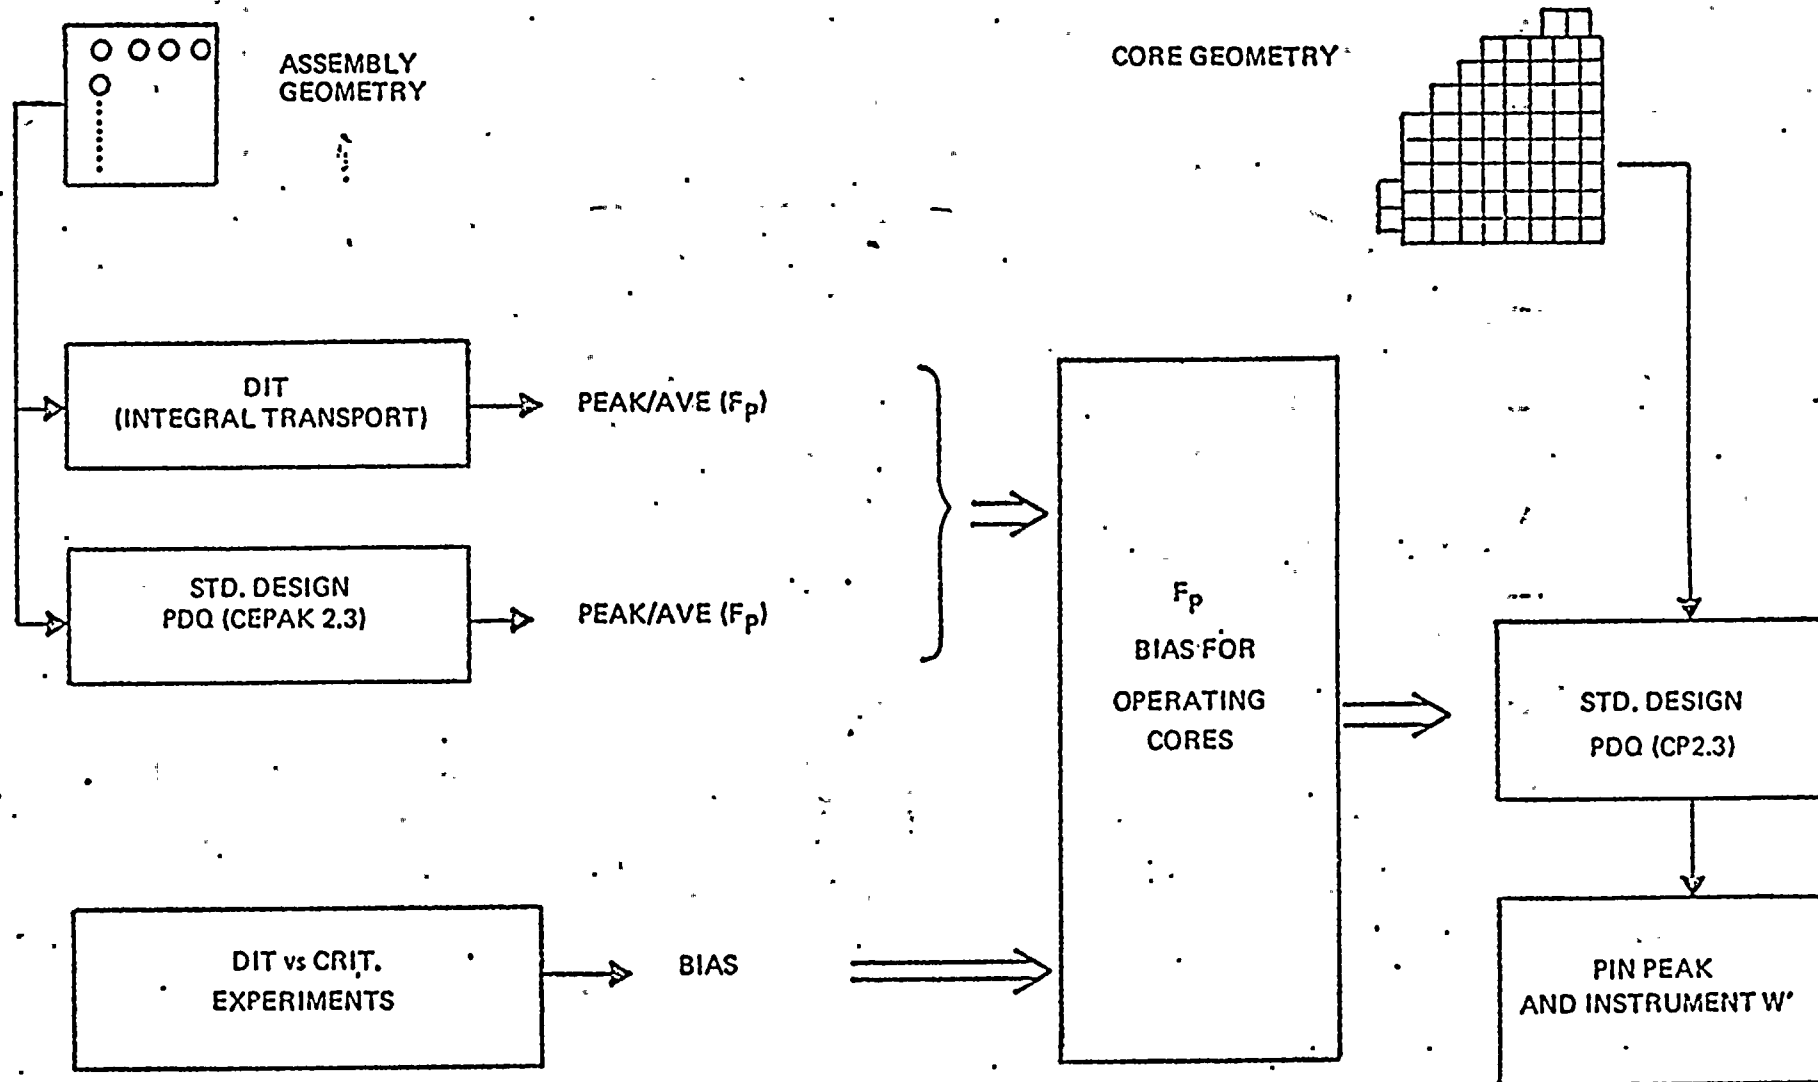 ASSEMBLY
GEOMETRY
CORE GEOMETRY
DIT
(INTEGRAL TRANSPORT)
PEAK/AVE (Fp)
STD. DESIGN
PDQ (CEPAK 2.3)
PEAK/AVE (Fp)
Fp
BIAS FOR
OPERATING
CORES
STD. DESIGN
PDQ (CP2.3)
DIT vs CRIT.
EXPERIMENTS
BIAS
PIN PEAK
AND INSTRUMENT W'